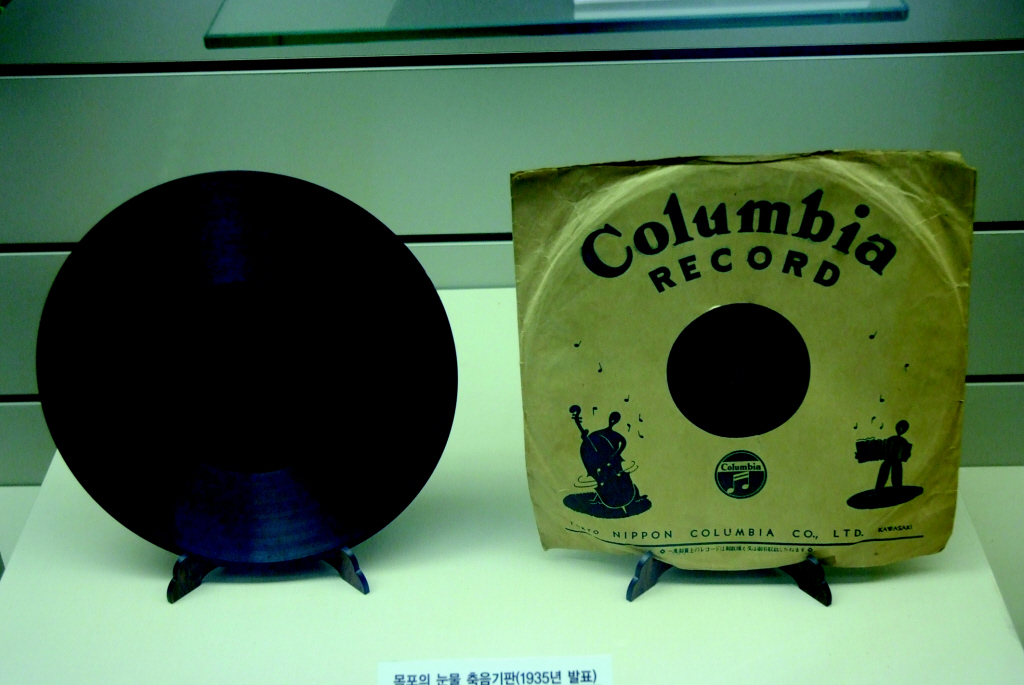 Columbia
RECORD
Columbia
TOKYO NIPPON COLUMBIA CO., LTD. KAWASAKI
목포의 눈물 축음기판(1935년 발표)